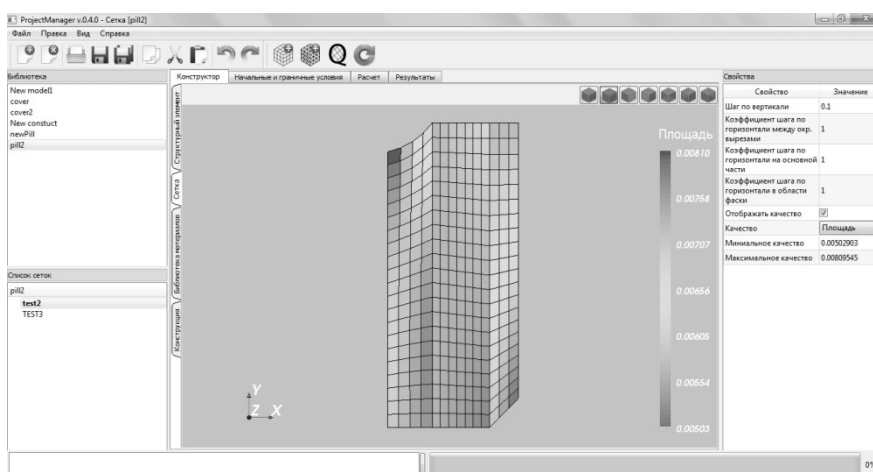 ProjectManager v.0.4.0 - Сетка [pill2]
Файл Правка Вид Справка
Библиотека
New model1
cover
cover2
New constuct
newPill
pill2
Список сеток
pill2
test2
TEST3
Конструктор Начальные и граничные условия Расчет Результаты
Структурный элемент
Сетка
Библиотека материалов
Конструкция
Площадь
0.00810
0.00758
0.00707
0.00656
0.00605
0.00554
0.00503
Y
Z X
Свойства
Свойство Значение
Шаг по вертикали 0.1
Коэффициент шага по
горизонтали между окр. 1
вырезами
Коэффициент шага по
горизонтали на основной 1
части
Коэффициент шага по
горизонтали в области 1
фаски
Отображать качество
Качество Площадь
Миниальное качество 0.00502903
Максимальное качество 0.00809545
0%